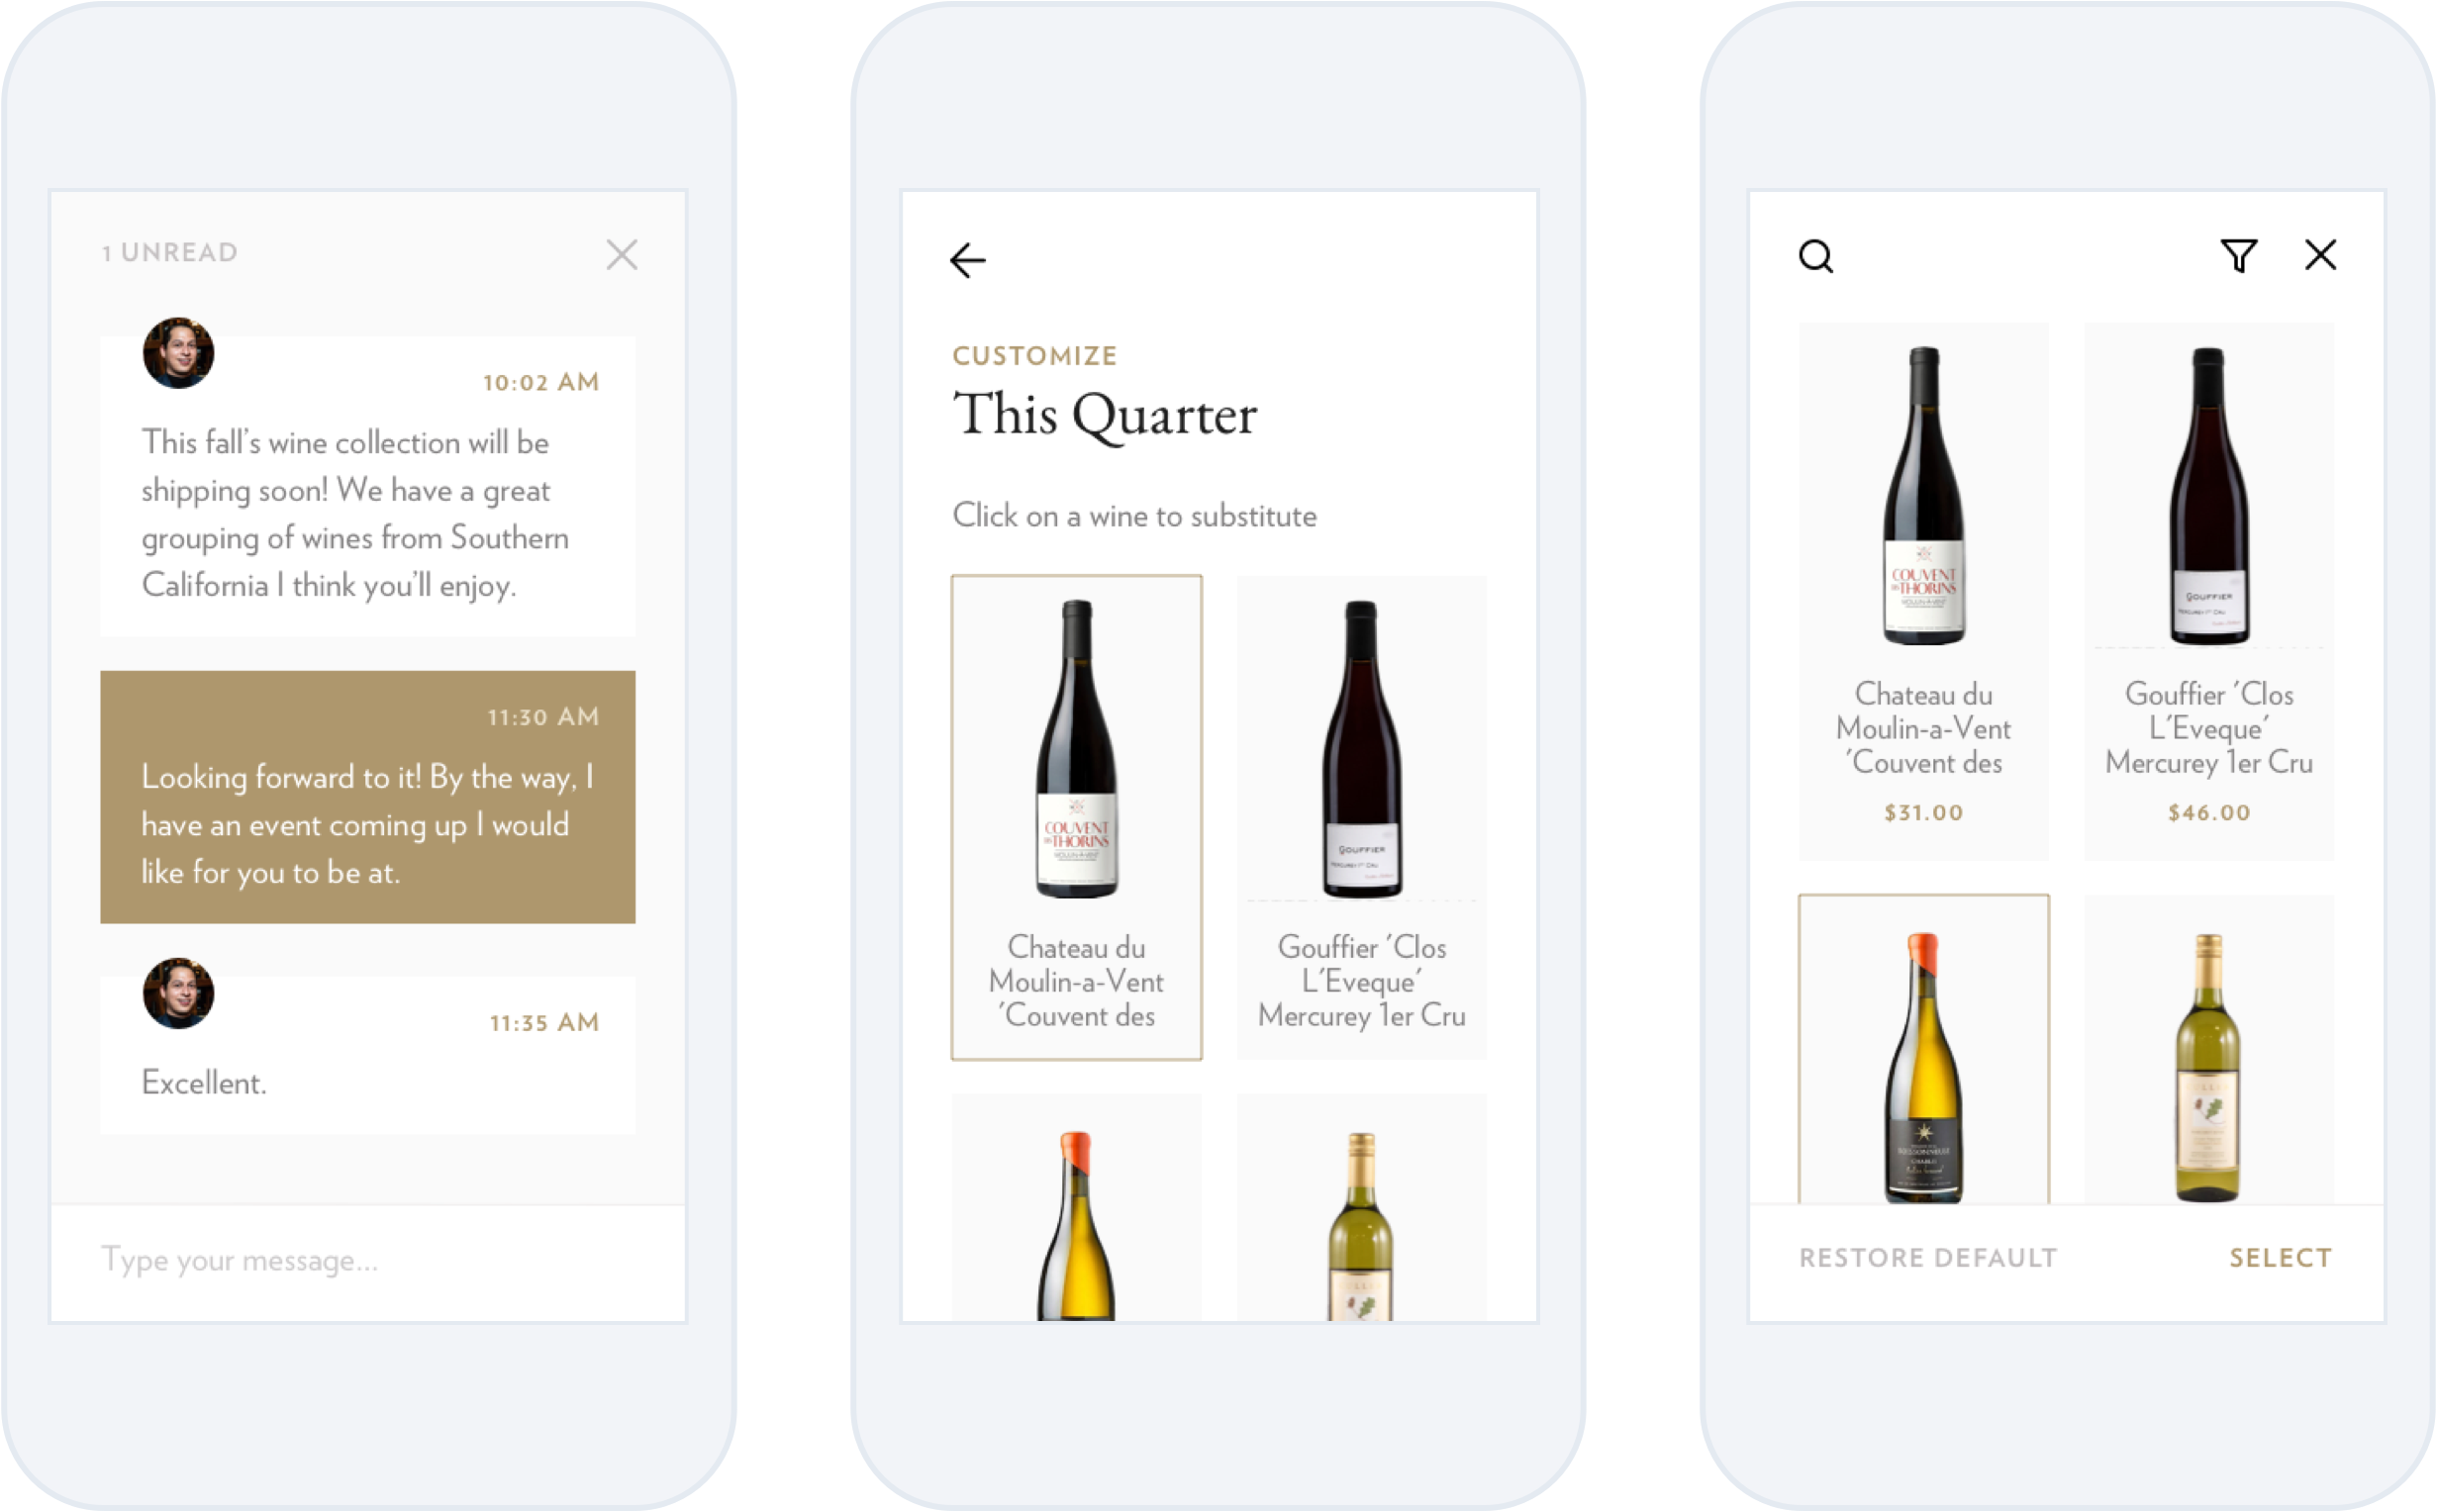 1 UNREAD
10:02 AM
This fall’s wine collection will be
shipping soon! We have a great
grouping of wines from Southern
California I think you’ll enjoy.
11:30 AM
Looking forward to it! By the way, I
have an event coming up I would
like for you to be at.
11:35 AM
Excellent.
Type your message...
CUSTOMIZE
This Quarter
Click on a wine to substitute
COUVENT
DES THORINS
MOULIN-A-VENT
GOUFFIER
MERCUREY 1er CRU
Chateau du
Moulin-a-Vent
'Couvent des
Gouffier 'Clos
L'Eveque'
Mercurey 1er Cru
COUVENT
DES THORINS
MOULIN-A-VENT
GOUFFIER
MERCUREY 1er CRU
Chateau du
Moulin-a-Vent
'Couvent des
$31.00
Gouffier 'Clos
L'Eveque'
Mercurey 1er Cru
$46.00
CHABLIS
RESTORE DEFAULT
SELECT